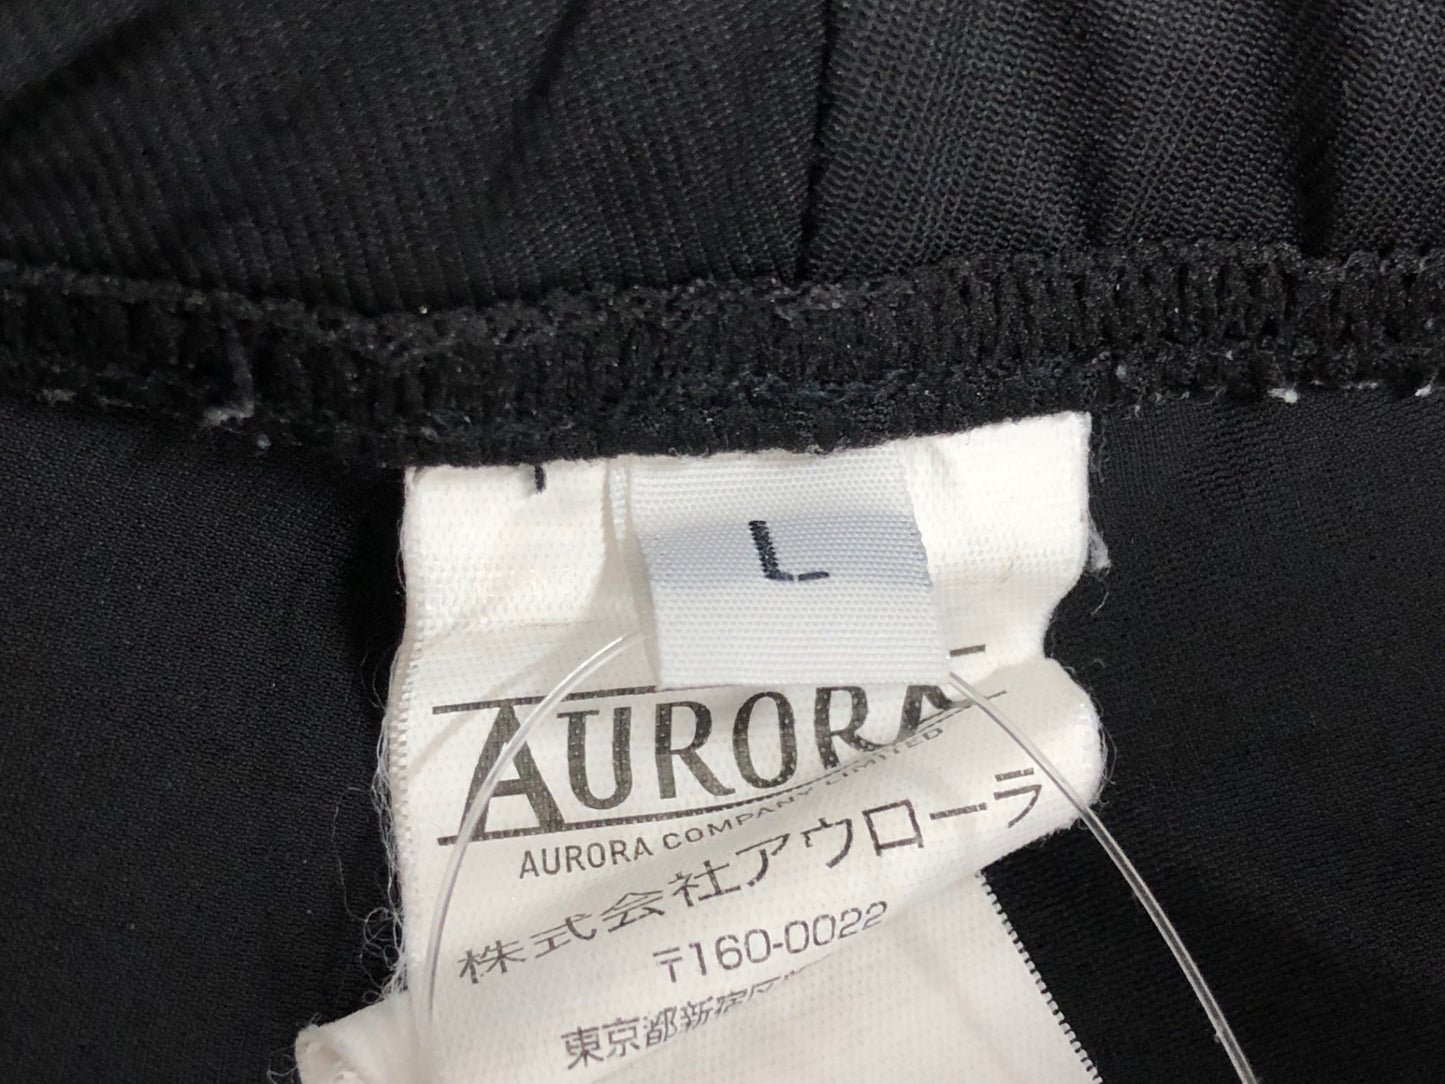 L
AURORA
AURORA COMPANY LIMITED
株式会社アウローラ
〒160-0022
東京都新宿区